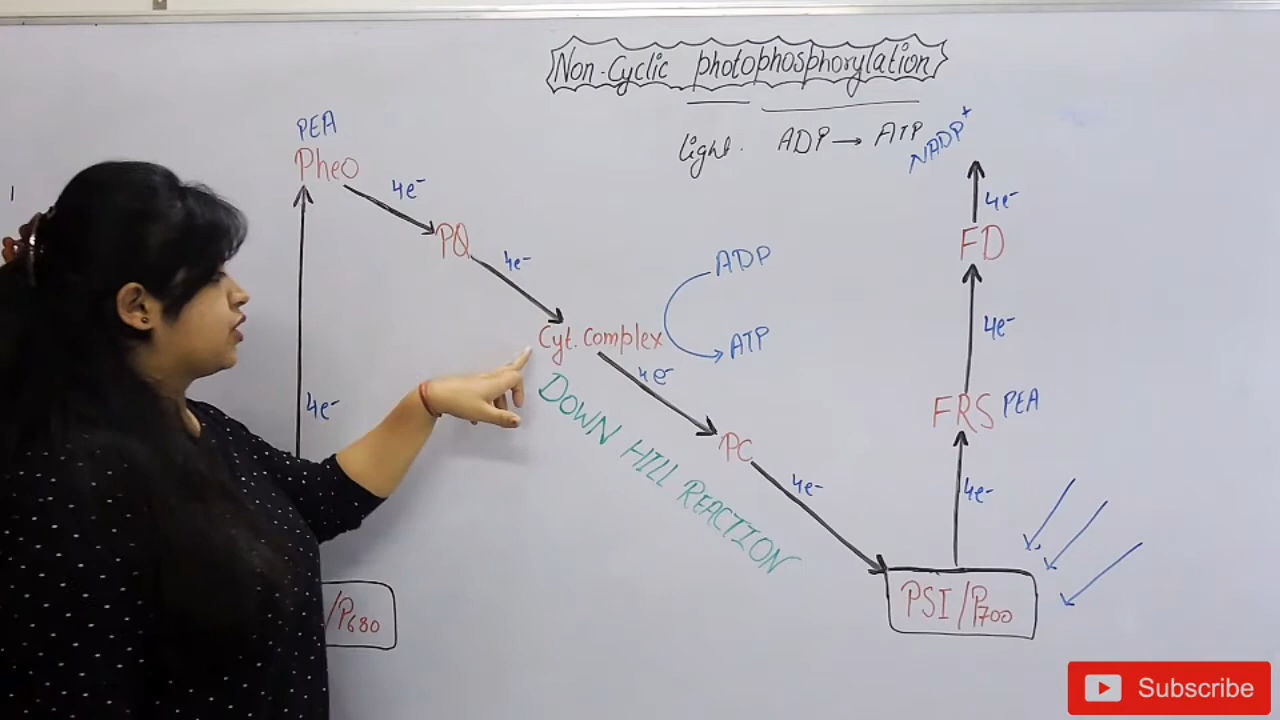 Non-Cyclic photophosphorylation
light. ADP → ATP
PEA
Pheo
4e⁻
4e⁻
PQ
4e⁻
Cyt. Complex
ADP
ATP
4e⁻
PC
4e⁻
DOWN HILL REACTION
/P680
NADP⁺
4e⁻
FD
4e⁻
FRS PEA
4e⁻
PSI/P700
Subscribe